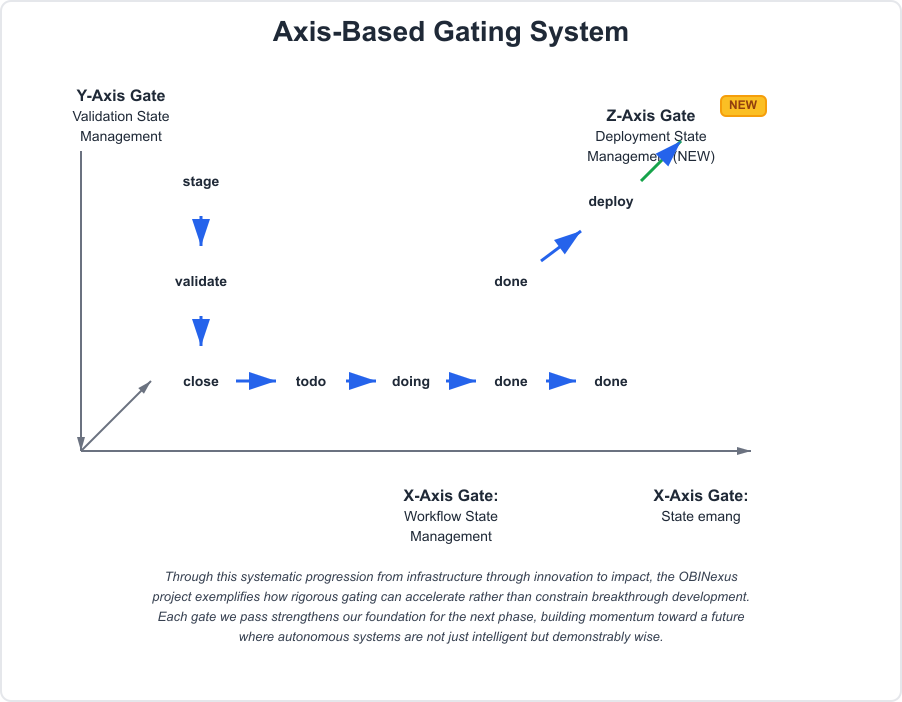 Axis-Based Gating System
Y-Axis Gate
Validation State
Management
Z-Axis Gate
NEW
Deployment State
Management (NEW)
stage
deploy
validate
done
close
todo
doing
done
done
X-Axis Gate:
Workflow State
Management
X-Axis Gate:
State emang
Through this systematic progression from infrastructure through innovation to impact, the OBINexus
project exemplifies how rigorous gating can accelerate rather than constrain breakthrough development.
Each gate we pass strengthens our foundation for the next phase, building momentum toward a future
where autonomous systems are not just intelligent but demonstrably wise.